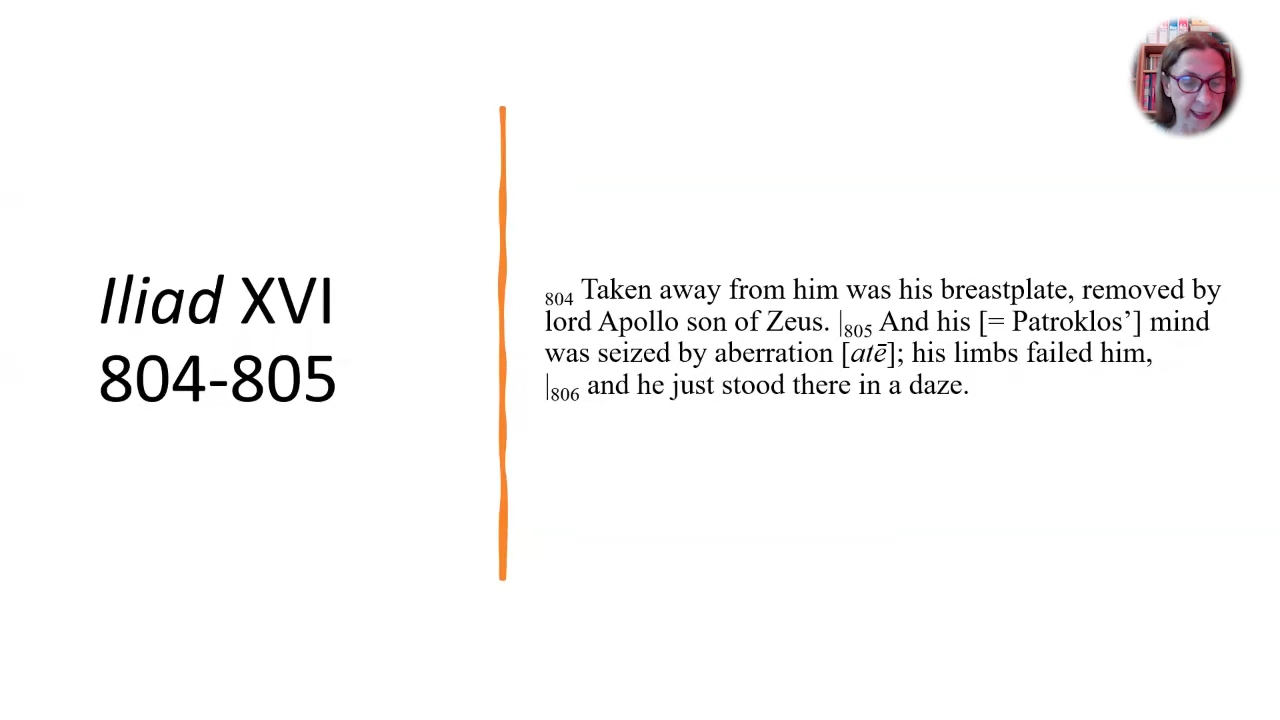 Iliad XVI
804-805
804 Taken away from him was his breastplate, removed by
lord Apollo son of Zeus. |805 And his [= Patroklos’] mind
was seized by aberration [atē]; his limbs failed him,
|806 and he just stood there in a daze.